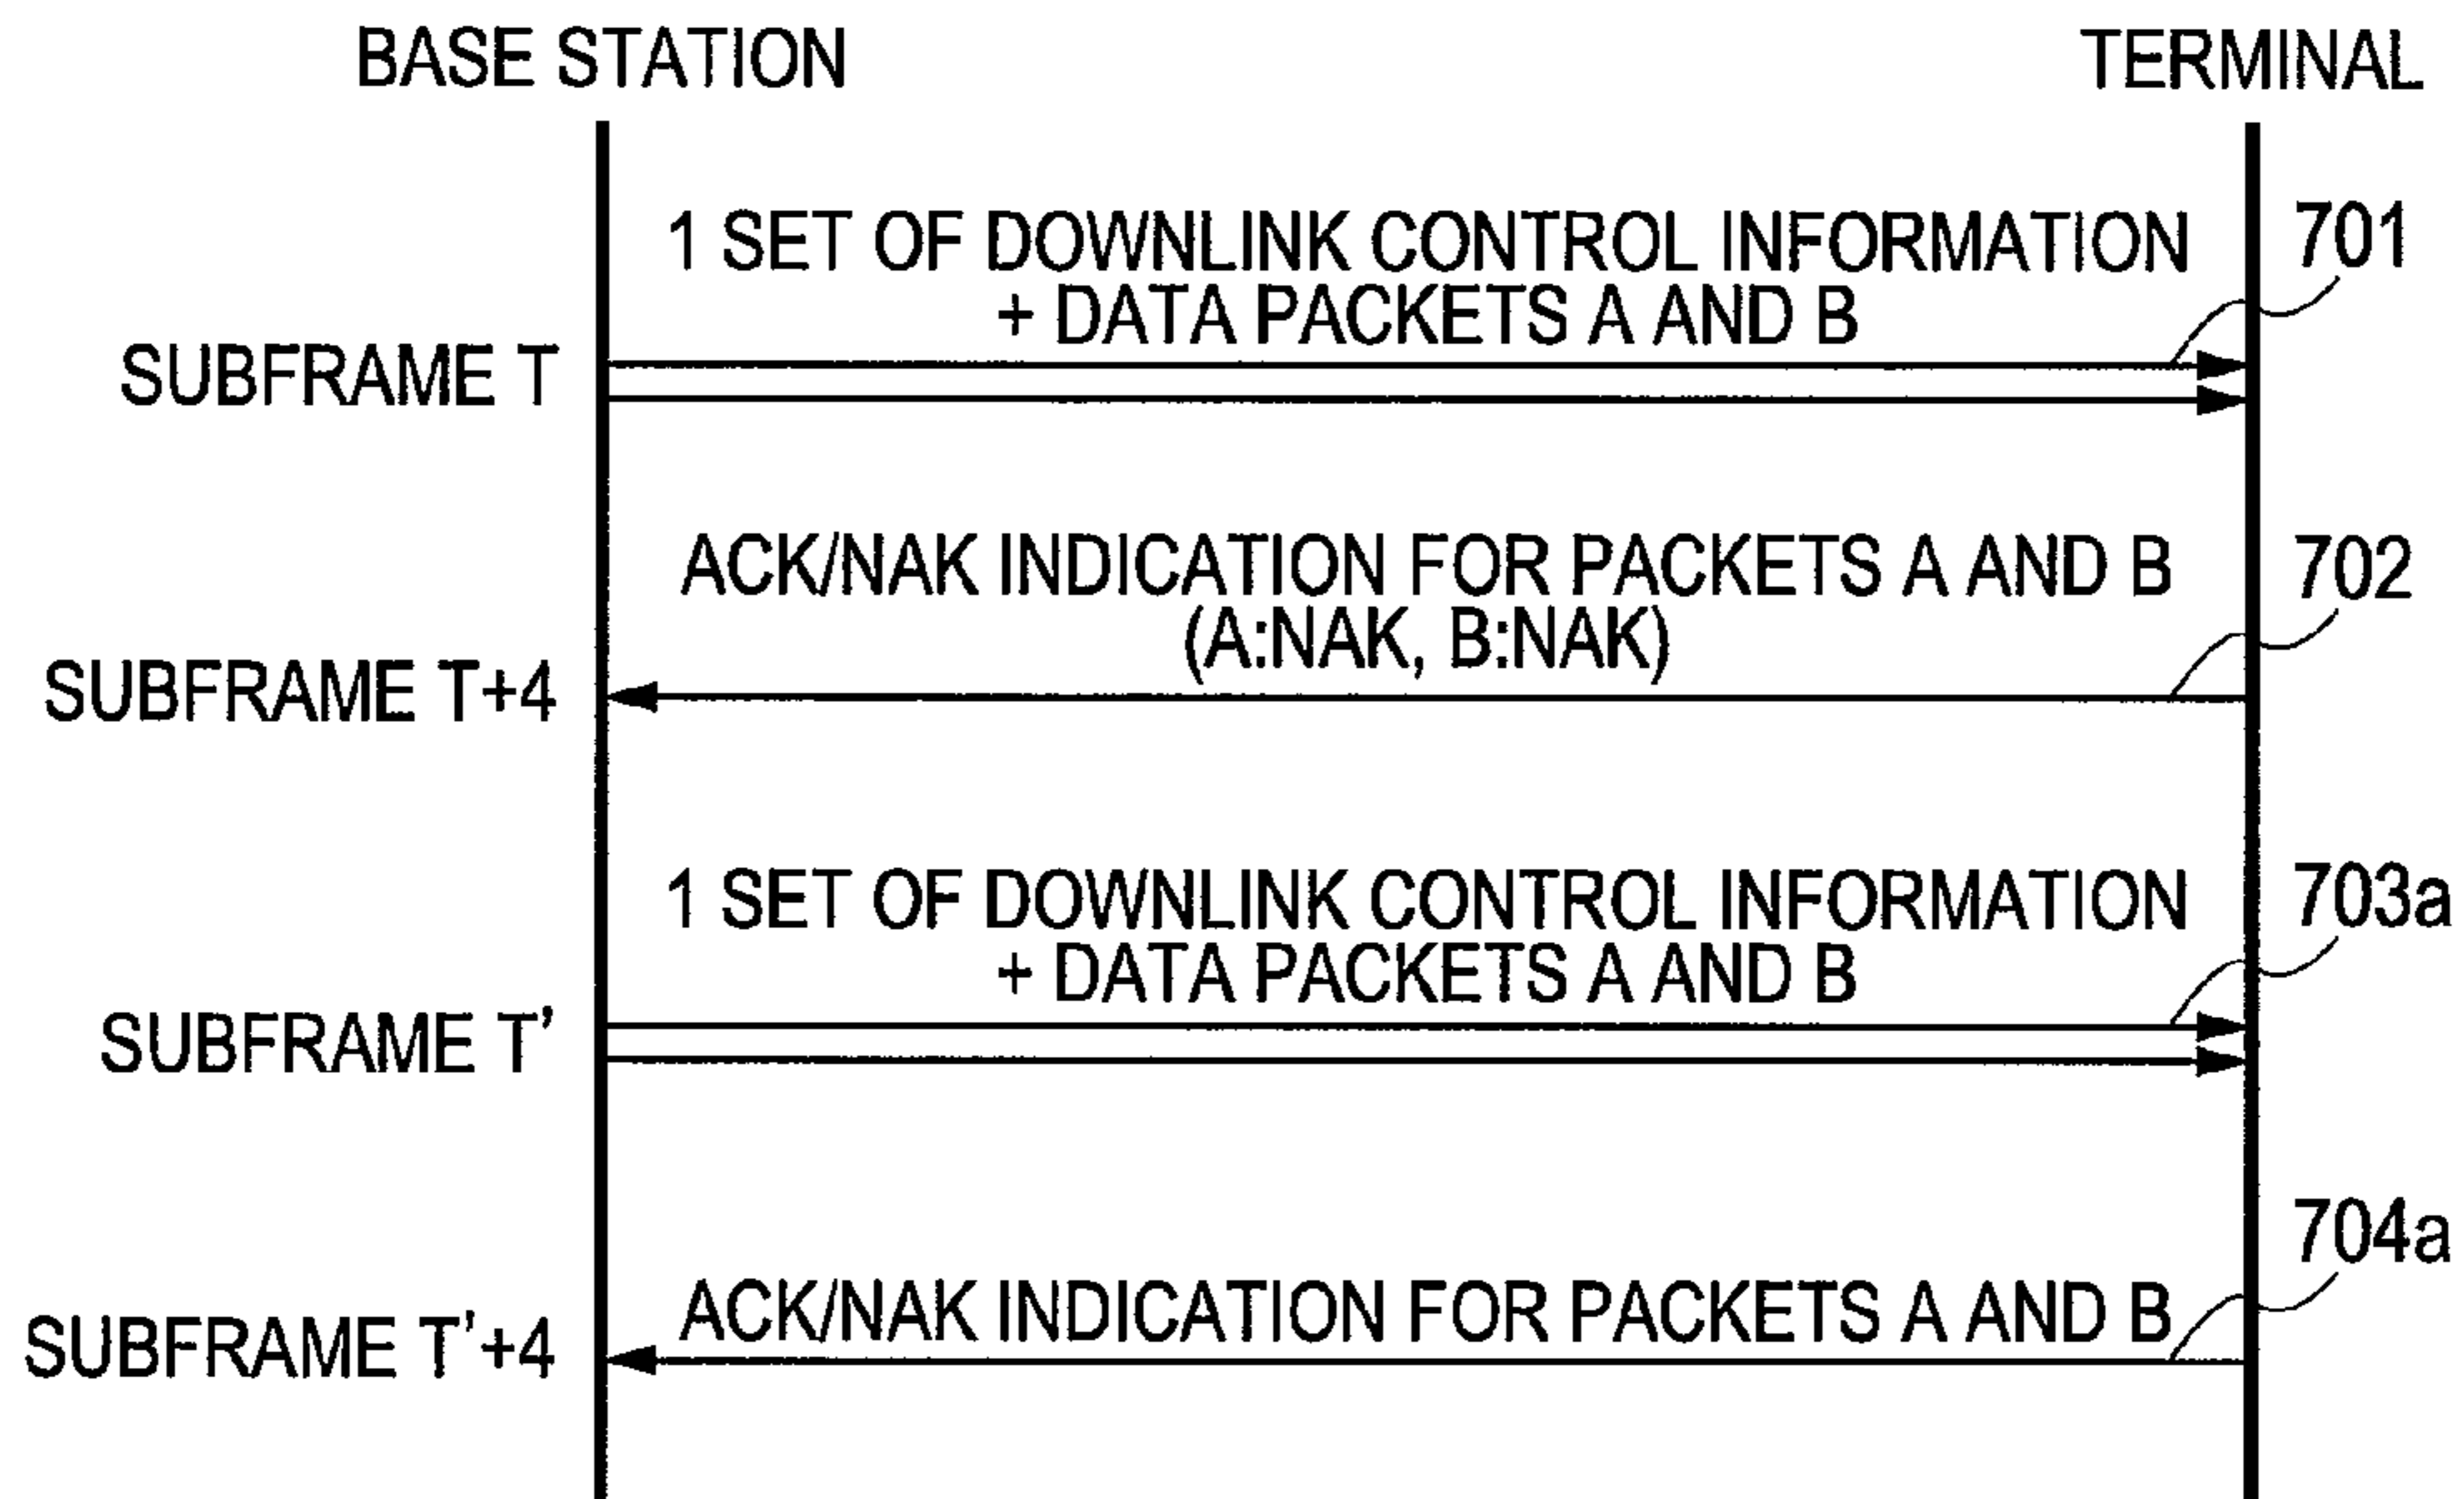 BASE STATION
TERMINAL
1 SET OF DOWNLINK CONTROL INFORMATION
+ DATA PACKETS A AND B
701
SUBFRAME T
ACK/NAK INDICATION FOR PACKETS A AND B
(A:NAK, B:NAK)
702
SUBFRAME T+4
1 SET OF DOWNLINK CONTROL INFORMATION
+ DATA PACKETS A AND B
703a
SUBFRAME T'
704a
ACK/NAK INDICATION FOR PACKETS A AND B
SUBFRAME T'+4